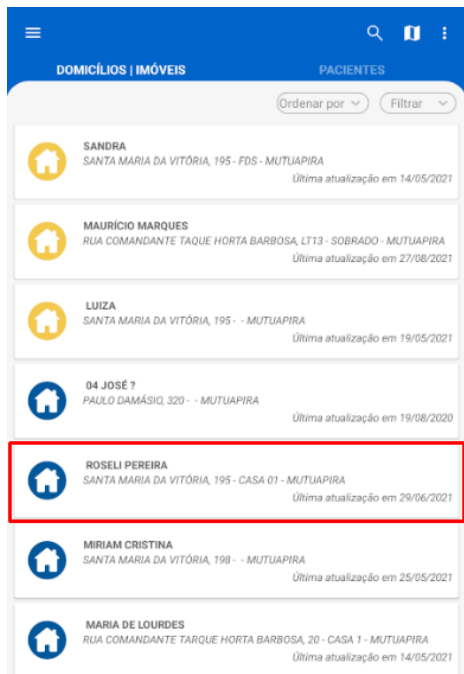 DOMICÍLIOS | IMÓVEIS
PACIENTES
Ordenar por
Filtrar
SANDRA
SANTA MARIA DA VITÓRIA, 195 - FDS - MUTUAPIRA
Última atualização em 14/05/2021
MAURÍCIO MARQUES
RUA COMANDANTE TAQUE HORTA BARBOSA, LT13 - SOBRADO - MUTUAPIRA
Última atualização em 27/08/2021
LUIZA
SANTA MARIA DA VITÓRIA, 195 - - MUTUAPIRA
Última atualização em 19/05/2021
04 JOSÉ ?
PAULO DAMÁSIO, 320 - - MUTUAPIRA
Última atualização em 19/08/2020
ROSELI PEREIRA
SANTA MARIA DA VITÓRIA, 195 - CASA 01 - MUTUAPIRA
Última atualização em 29/06/2021
MIRIAM CRISTINA
SANTA MARIA DA VITÓRIA, 198 - - MUTUAPIRA
Última atualização em 25/05/2021
MARIA DE LOURDES
RUA COMANDANTE TARQUE HORTA BARBOSA, 20 - CASA 1 - MUTUAPIRA
Última atualização em 14/05/2021